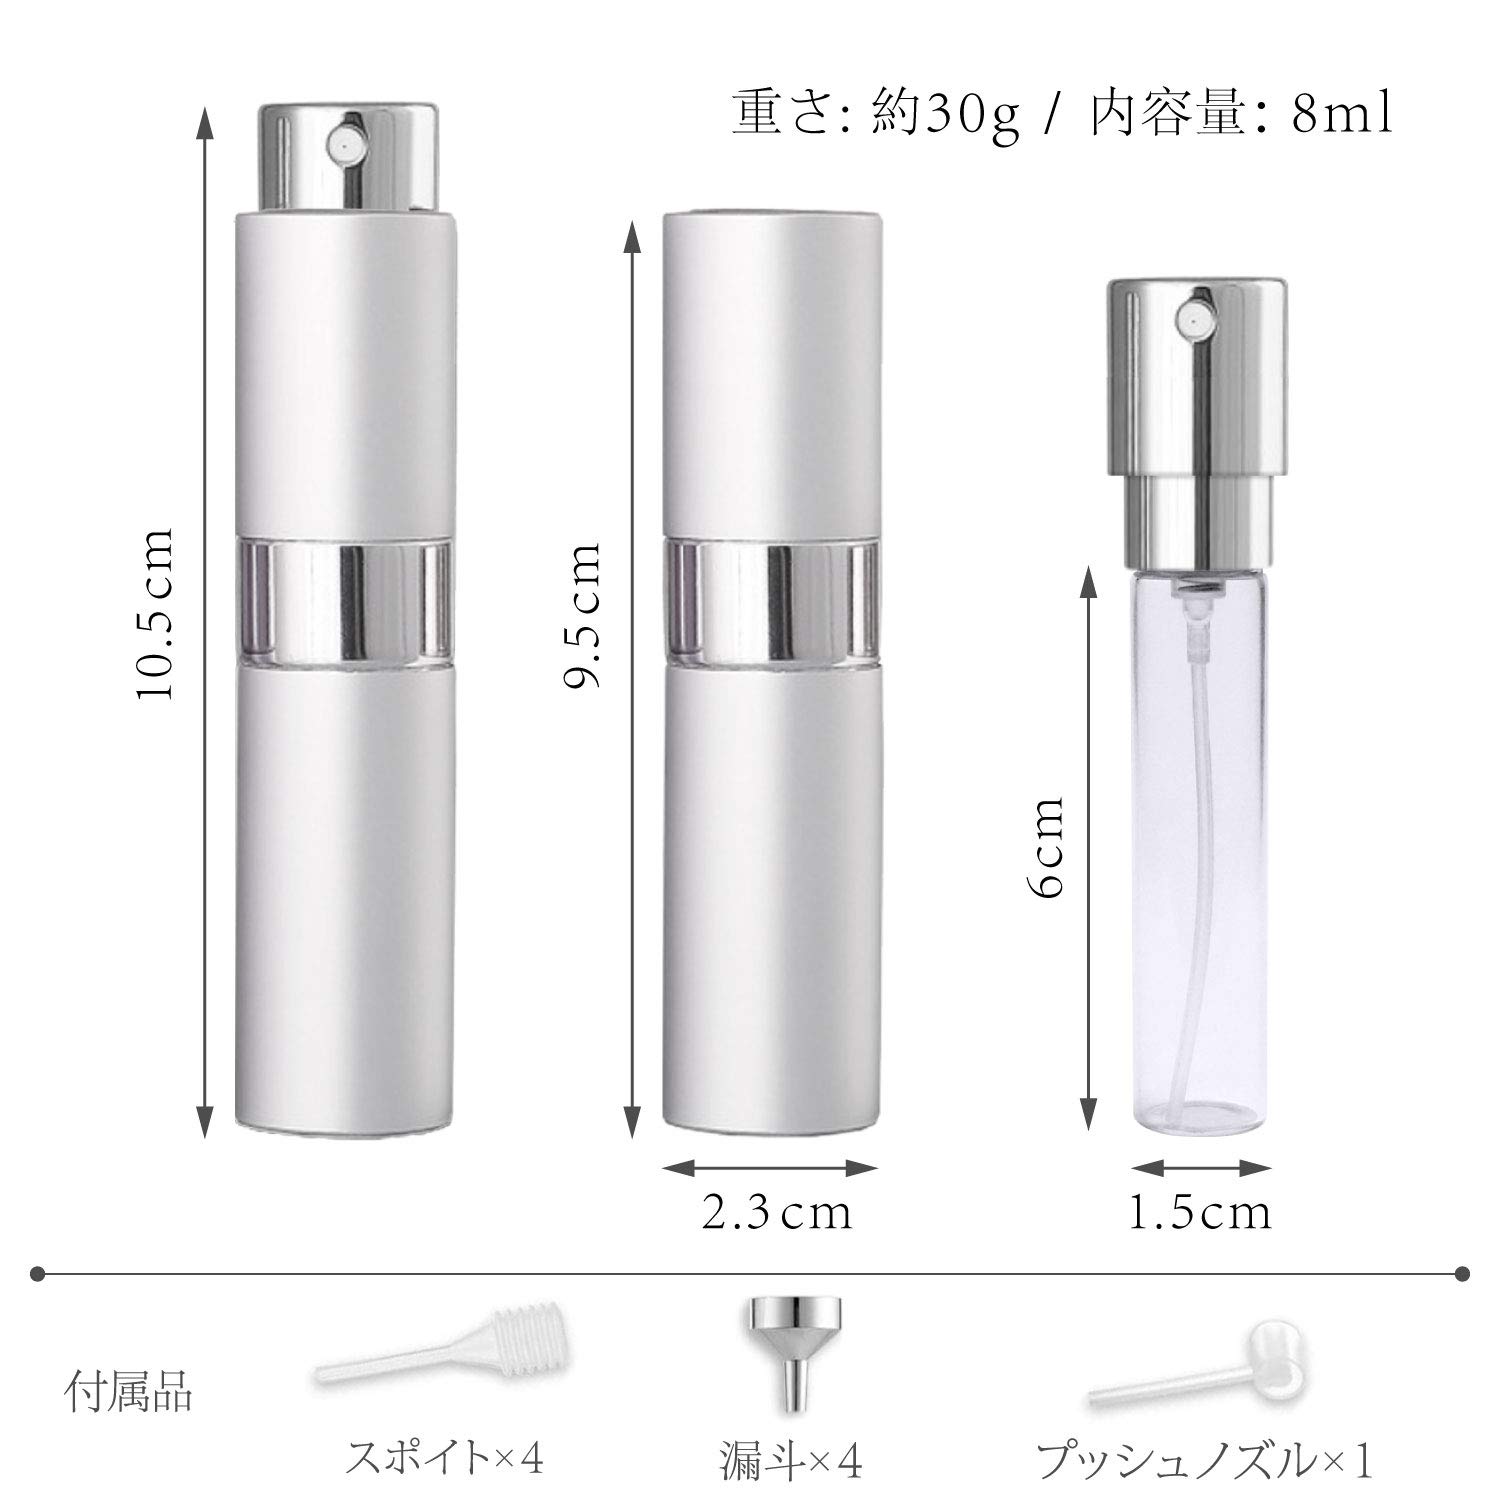 重さ: 約30g / 内容量: 8ml
10.5cm
9.5cm
6cm
2.3cm
1.5cm
付属品
スポイト×4
漏斗×4
プッシュノズル×1